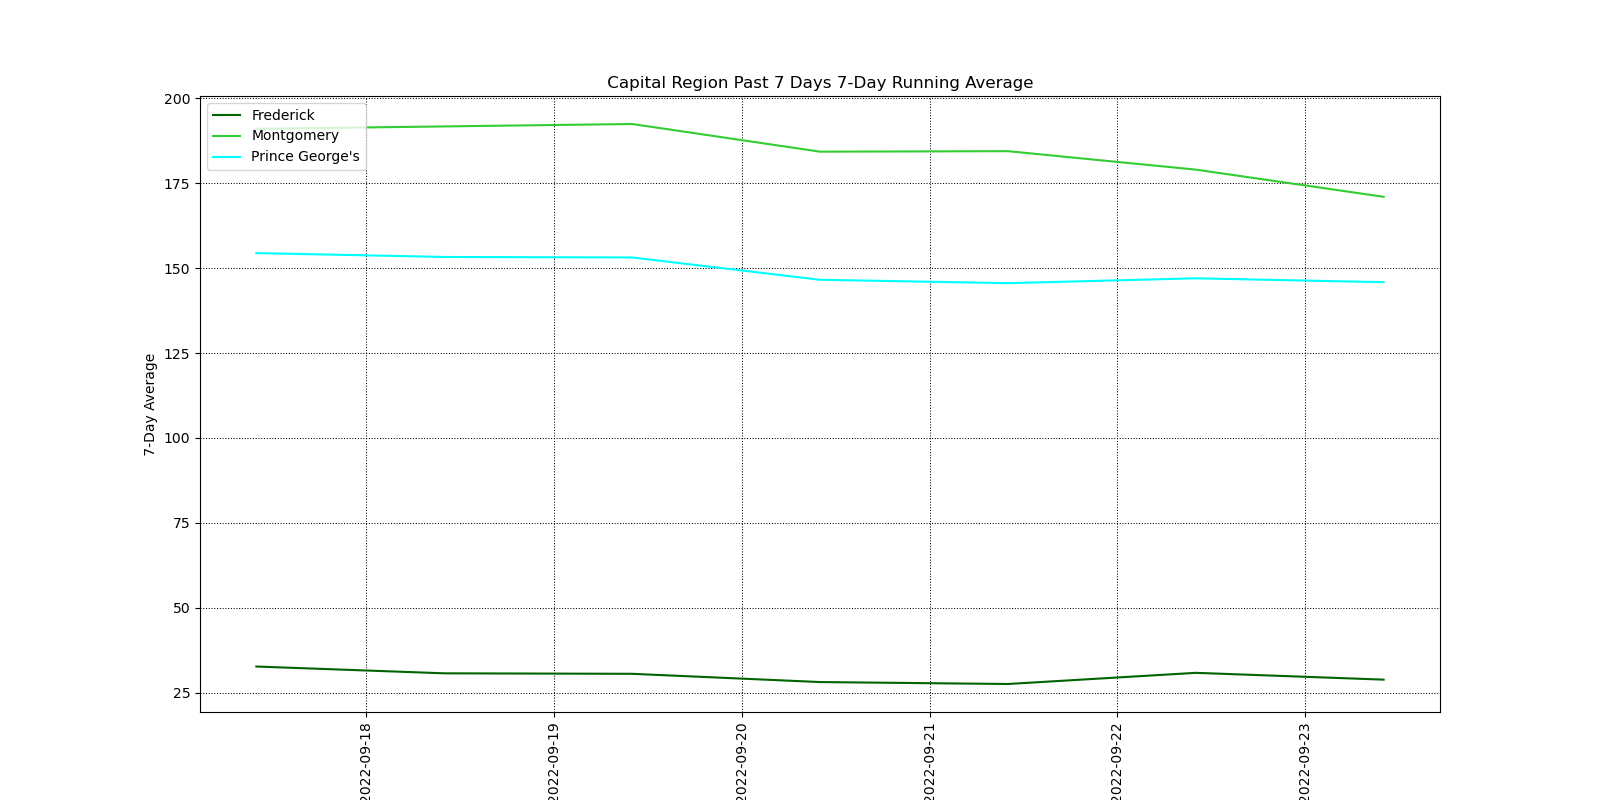 Capital Region Past 7 Days 7-Day Running Average
200
175
150
125
100
75
50
25
7-Day Average
Frederick
Montgomery
Prince George's
2022-09-18
2022-09-19
2022-09-20
2022-09-21
2022-09-22
2022-09-23